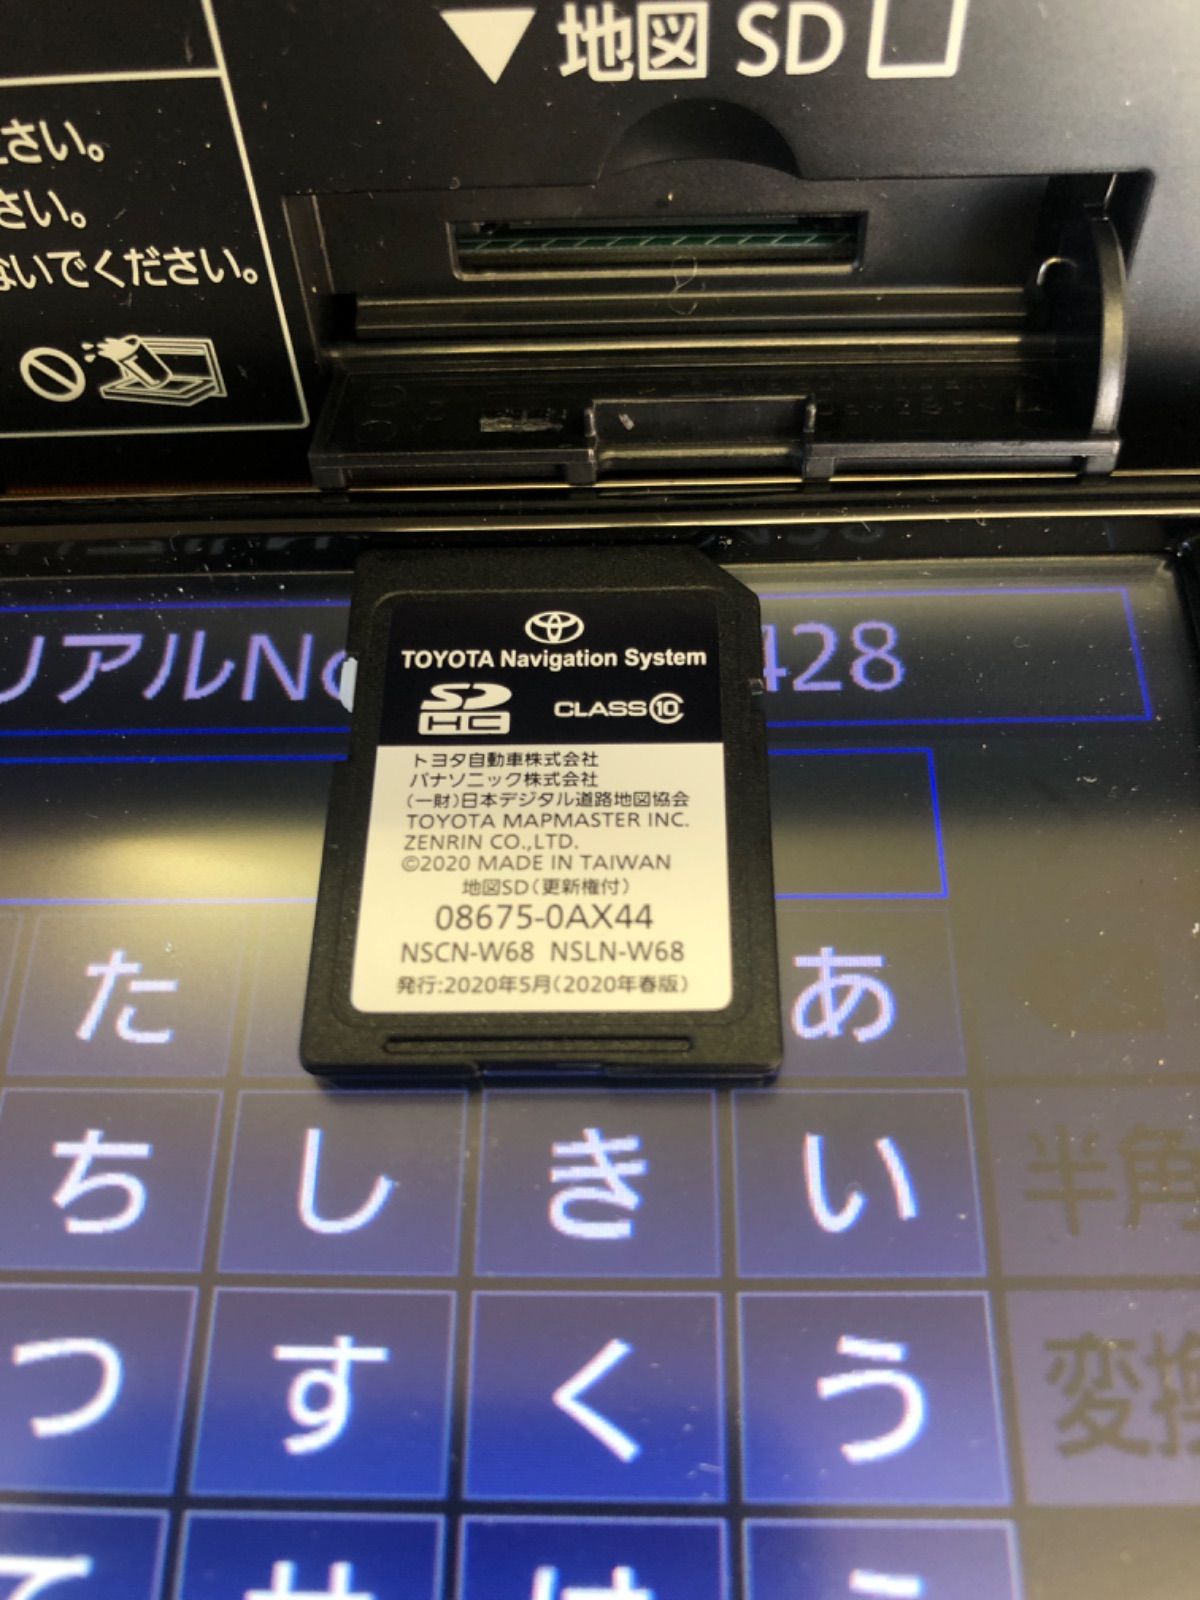 ▼地図 SD
さい。
さい。
ないでください。
リアルNo
428
TOYOTA Navigation System
SD
HC
CLASS⑩
トヨタ自動車株式会社
パナソニック株式会社
(一財)日本デジタル道路地図協会
TOYOTA MAPMASTER INC.
ZENRIN CO.,LTD.
©2020 MADE IN TAIWAN
地図SD(更新権付)
08675-0AX44
NSCN-W68 NSLN-W68
発行:2020年5月(2020年春版)
た あ
ち し き い 半角
つ す く う 変換